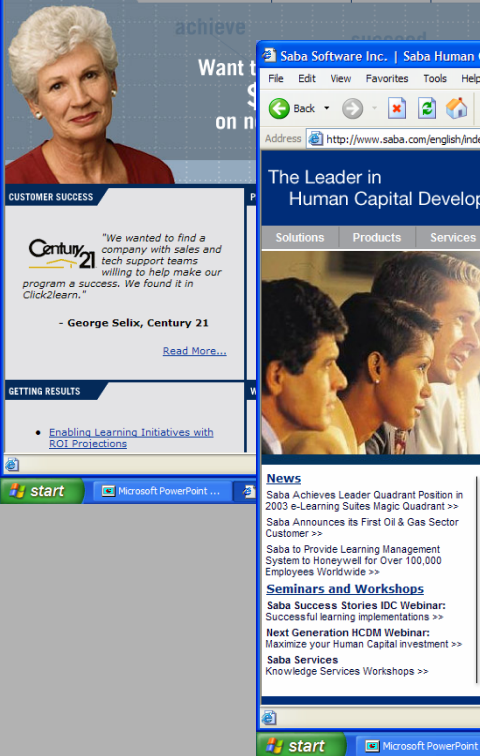 achieve
succeed
Want t
$
on n
CUSTOMER SUCCESS
P
Century 21
"We wanted to find a
company with sales and
tech support teams
willing to help make our
program a success. We found it in
Click2learn."
- George Selix, Century 21
Read More...
GETTING RESULTS
W
• Enabling Learning Initiatives with
ROI Projections
start
Microsoft PowerPoint ...
Saba Software Inc. | Saba Human
File Edit View Favorites Tools Help
Back
Address http://www.saba.com/english/inde
The Leader in
Human Capital Develop
Solutions Products Services
News
Saba Achieves Leader Quadrant Position in
2003 e-Learning Suites Magic Quadrant >>
Saba Announces its First Oil & Gas Sector
Customer >>
Saba to Provide Learning Management
System to Honeywell for Over 100,000
Employees Worldwide >>
Seminars and Workshops
Saba Success Stories IDC Webinar:
Successful learning implementations >>
Next Generation HCDM Webinar:
Maximize your Human Capital investment >>
Saba Services
Knowledge Services Workshops >>
start
Microsoft PowerPoint